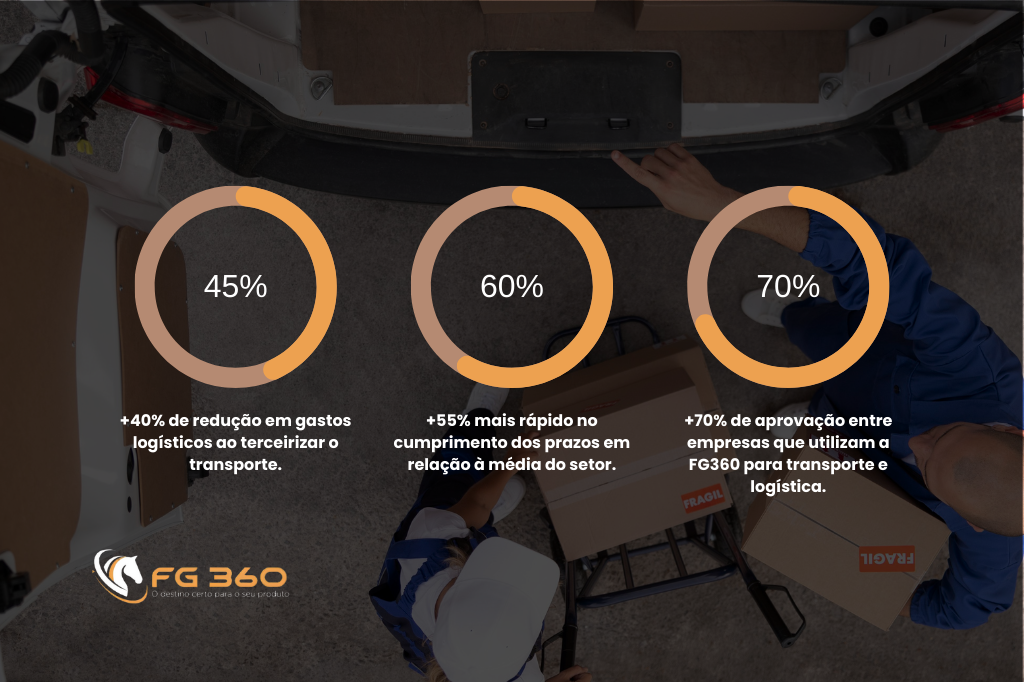 45%
60%
70%
+40% de redução em gastos
logísticos ao terceirizar o
transporte.
+55% mais rápido no
cumprimento dos prazos em
relação à média do setor.
+70% de aprovação entre
empresas que utilizam a
FG360 para transporte e
logística.
FRAGIL
FRAGIL
FG 360
O destino certo para o seu produto